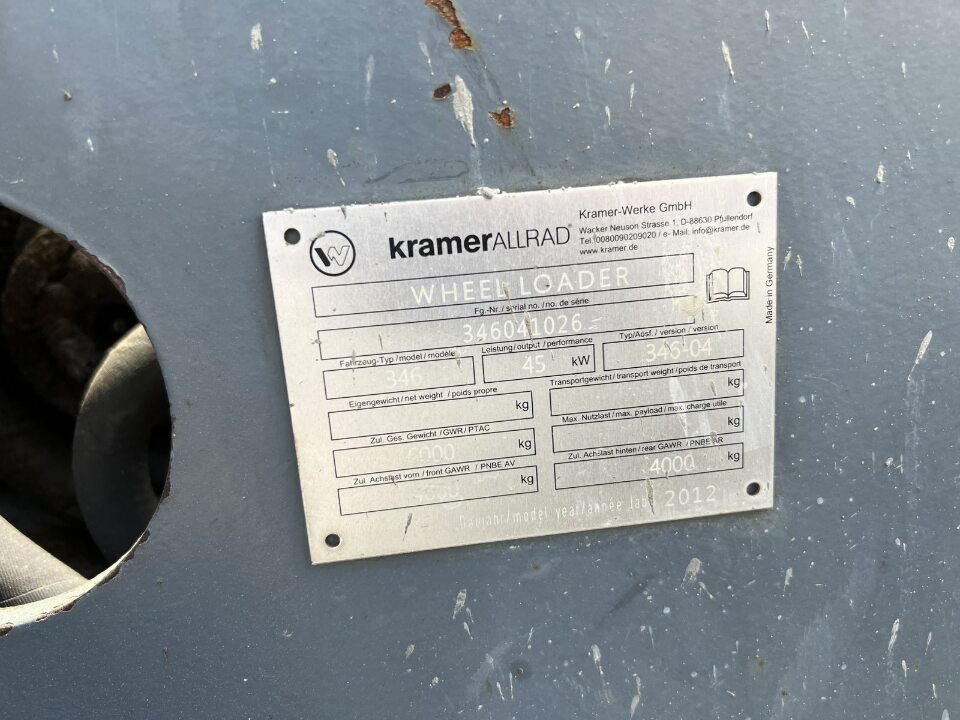 W
kramerALLRAD®
Kramer-Werke GmbH
Wacker Neuson Strasse 1, D-88630 Pfullendorf
Tel.0080090209020 / e- Mail: info@kramer.de
www.kramer.de
WHEEL LOADER
Fg.-Nr. / serial no. / no. de série
346041026
Fahrzeug-Typ / model / modèle
346
Leistung / output / performance
45 kW
Typ/Ausf. / version / version
346-04
Eigengewicht / net weight / poids propre
kg
Transportgewicht / transport weight / poids de transport
kg
Zul. Ges. Gewicht / GWR / PTAC
kg
Max. Nutzlast / max. payload / max. charge utile
kg
Zul. Achslast vorn / front GAWR / PNBE AV
kg
Zul. Achslast hinten / rear GAWR / PNBE AR
4000 kg
/model year/année 2012
Made in Germany